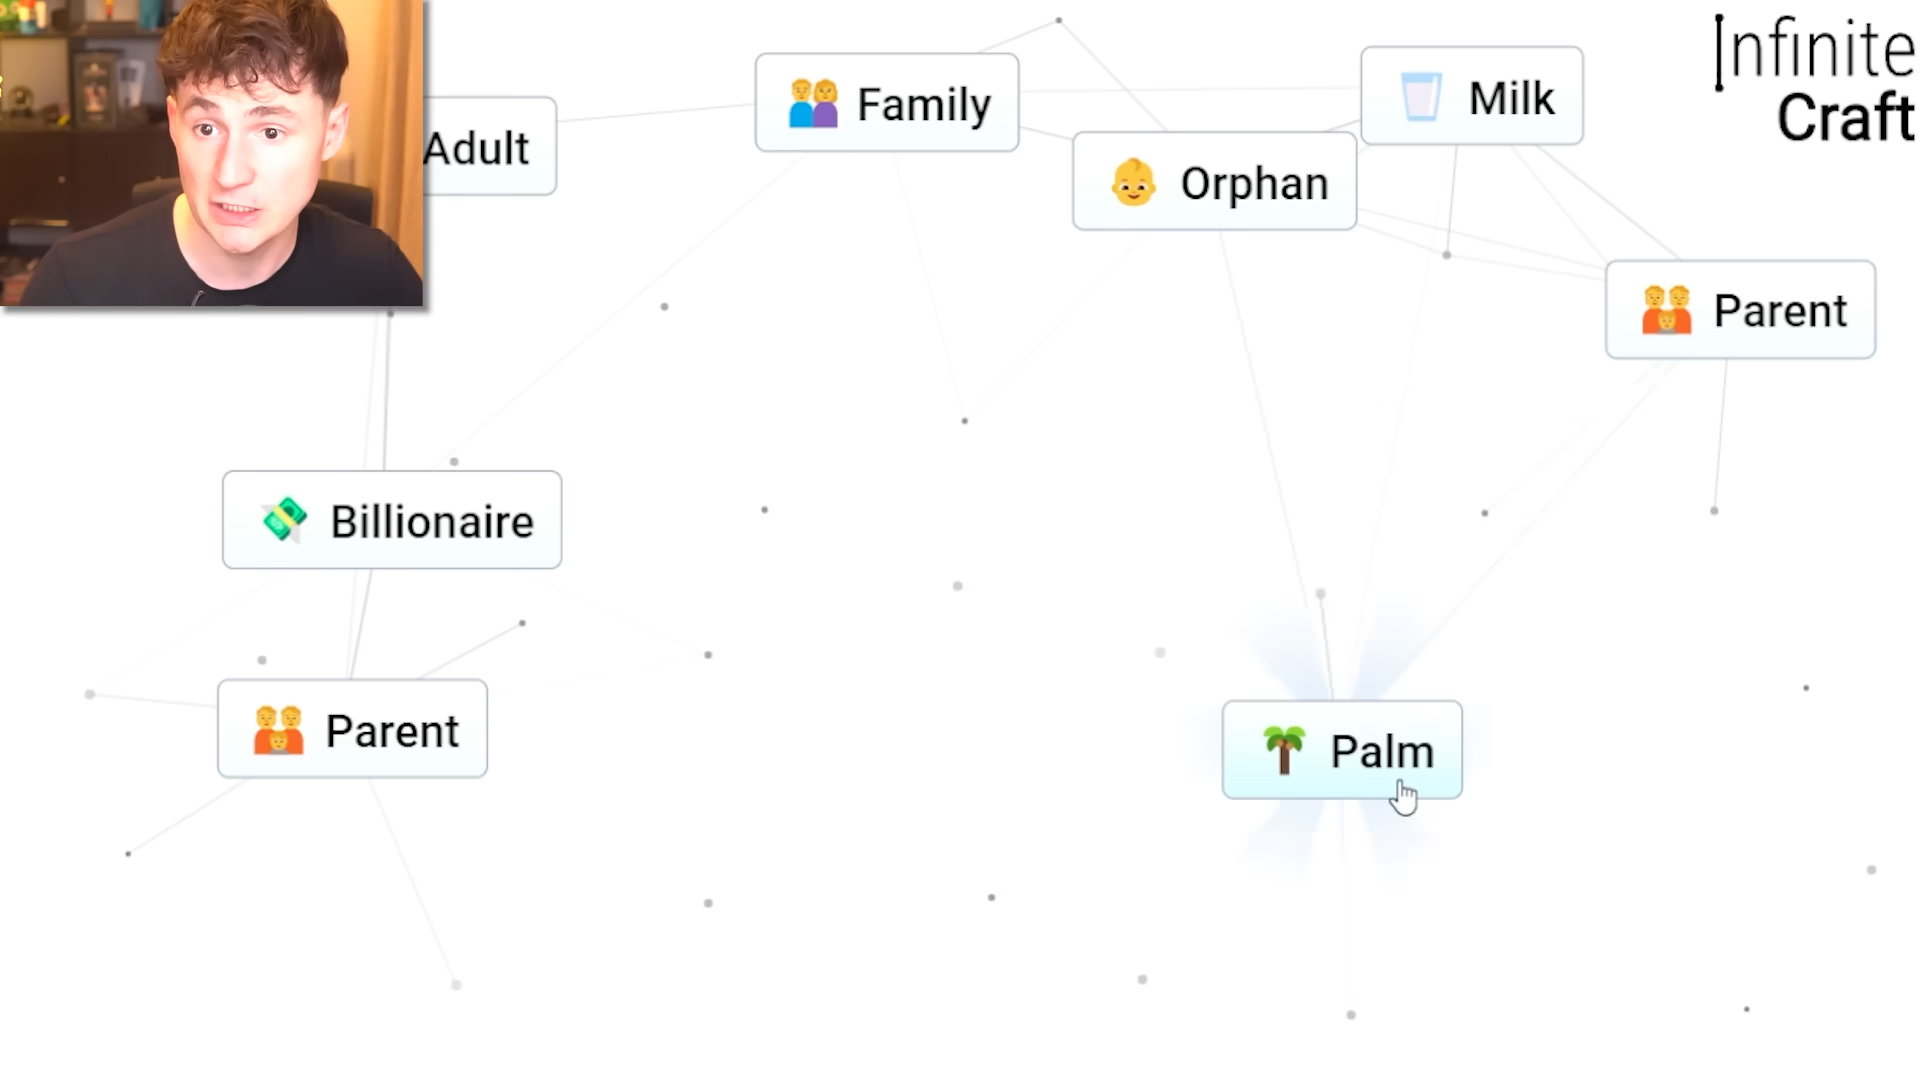 Infinite
Craft
Family
Milk
Adult
Orphan
Parent
Billionaire
Parent
Palm